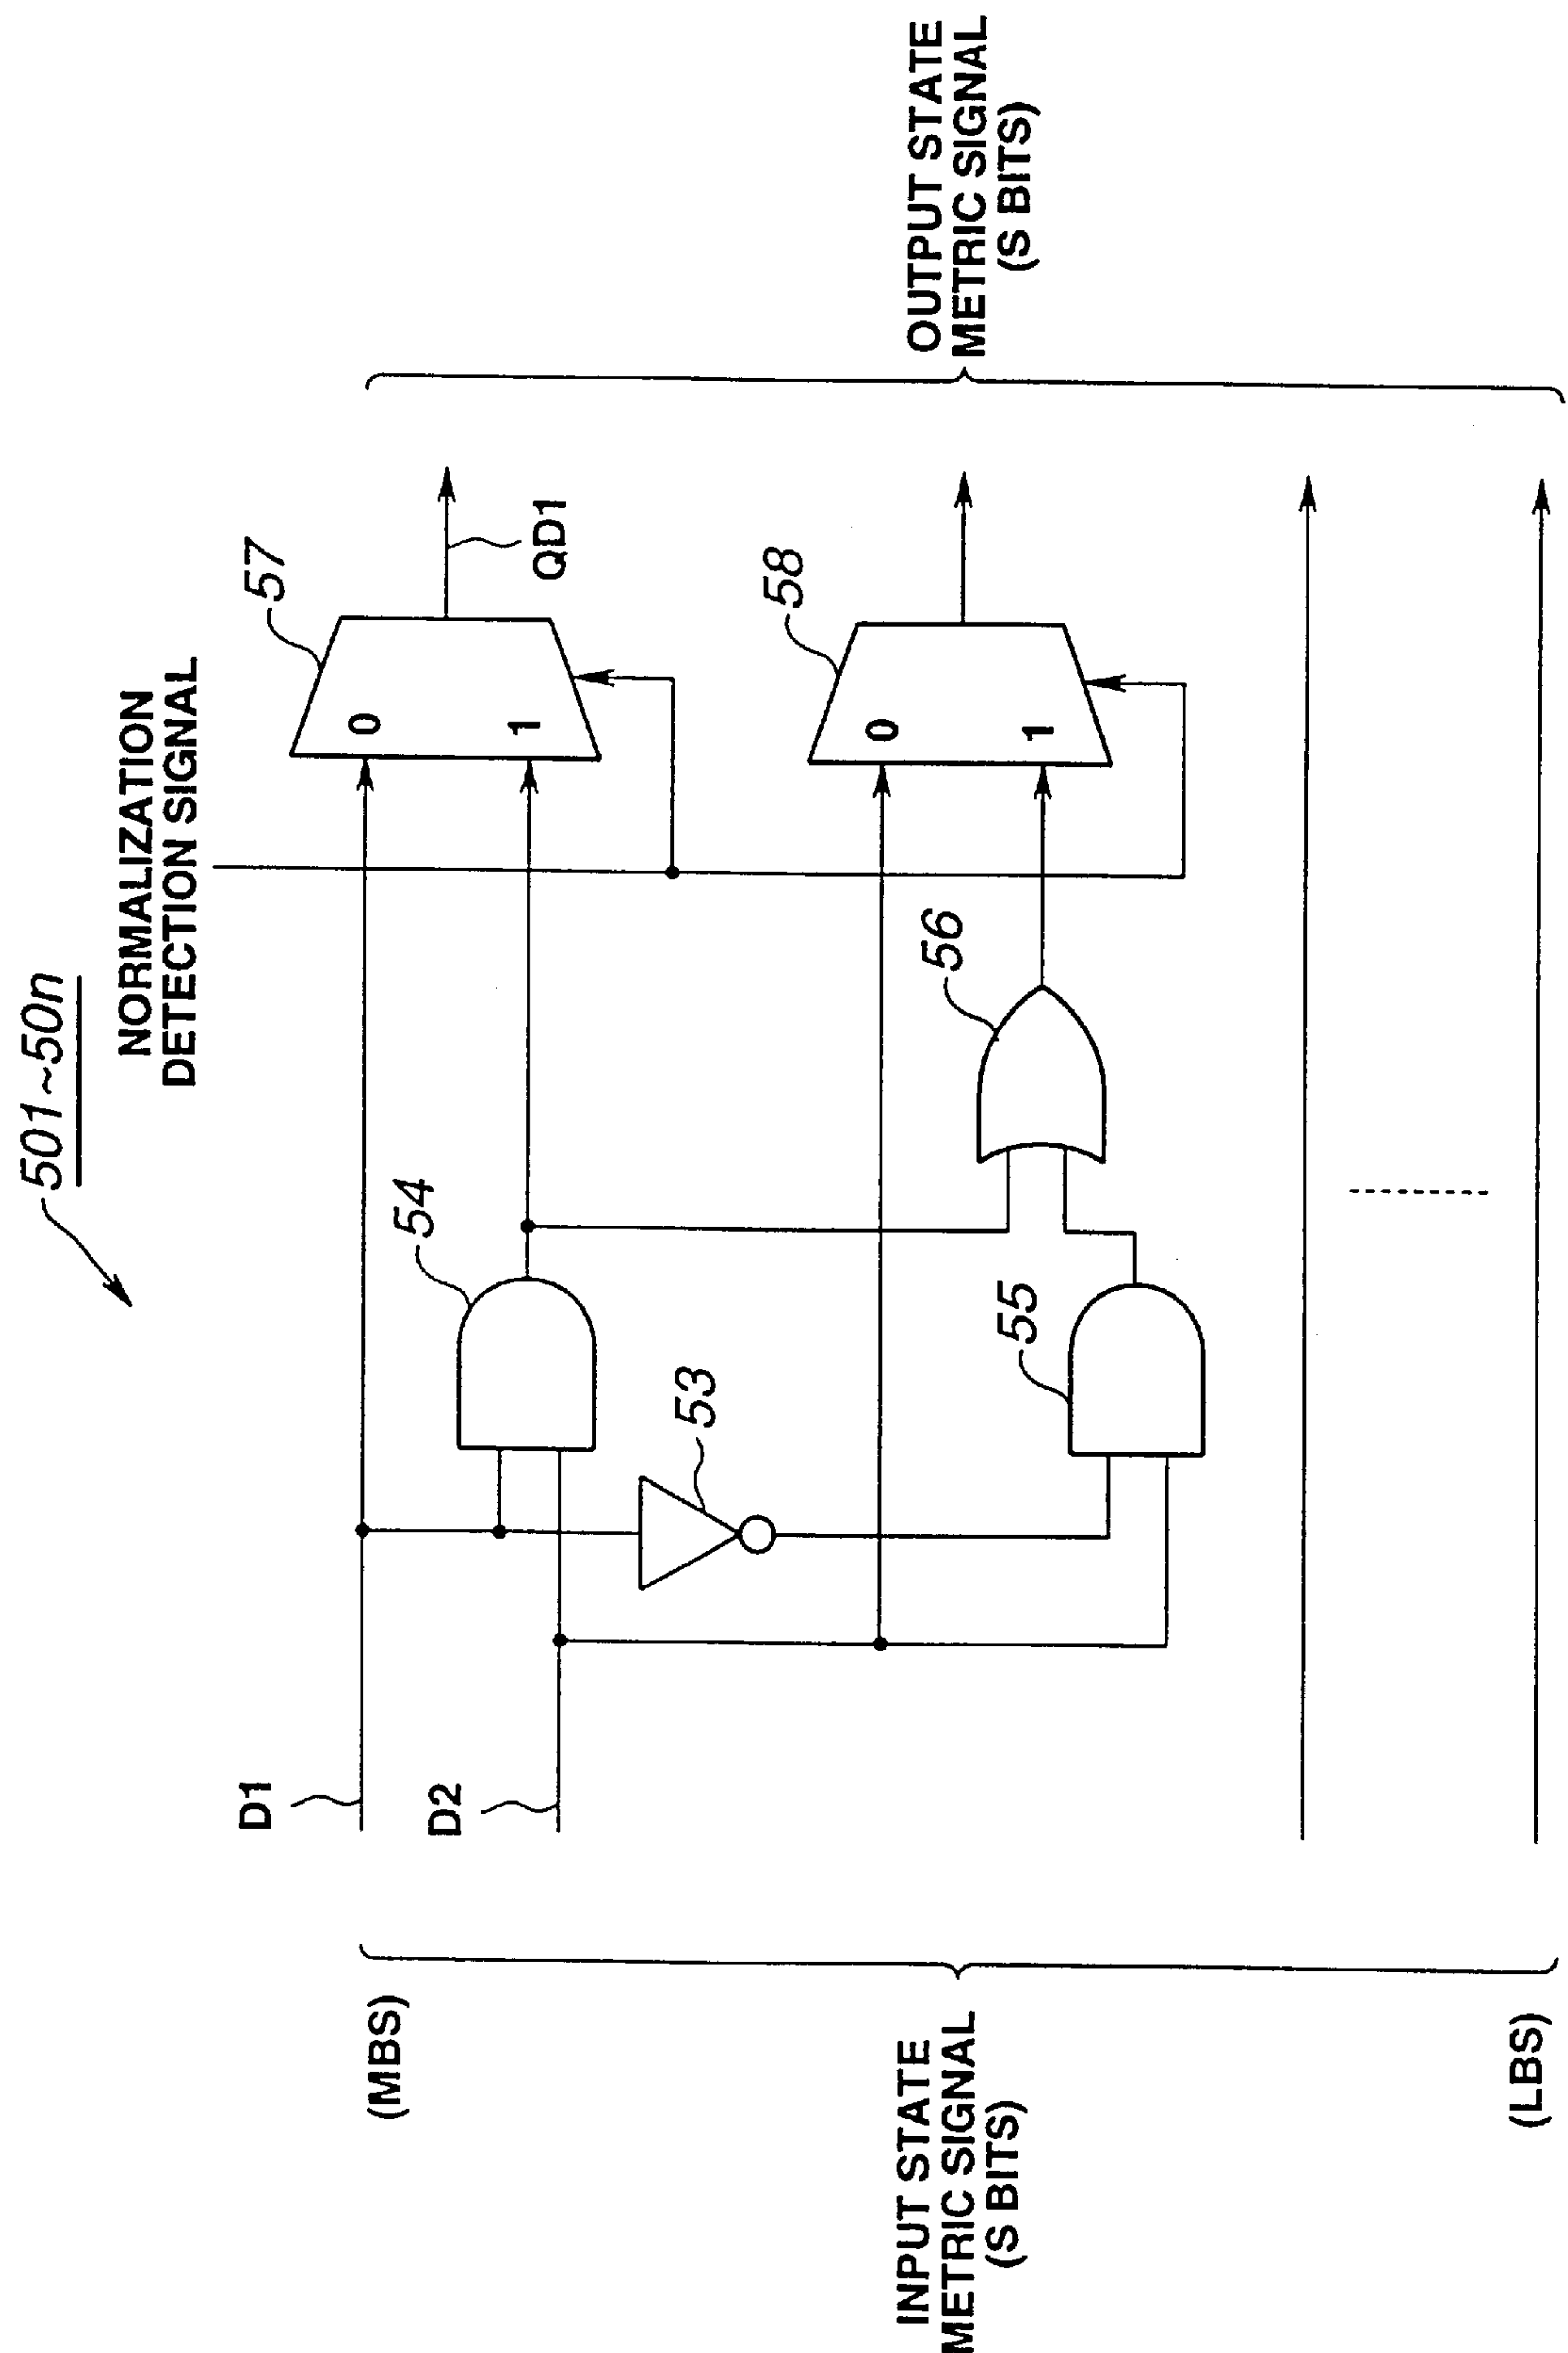 501~50n
NORMALIZATION
DETECTION SIGNAL
57
0
1
QD1
54
D1
D2
53
58
0
1
56
55
(MBS)
INPUT STATE
METRIC SIGNAL
(S BITS)
(LBS)
OUTPUT STATE
METRIC SIGNAL
(S BITS)